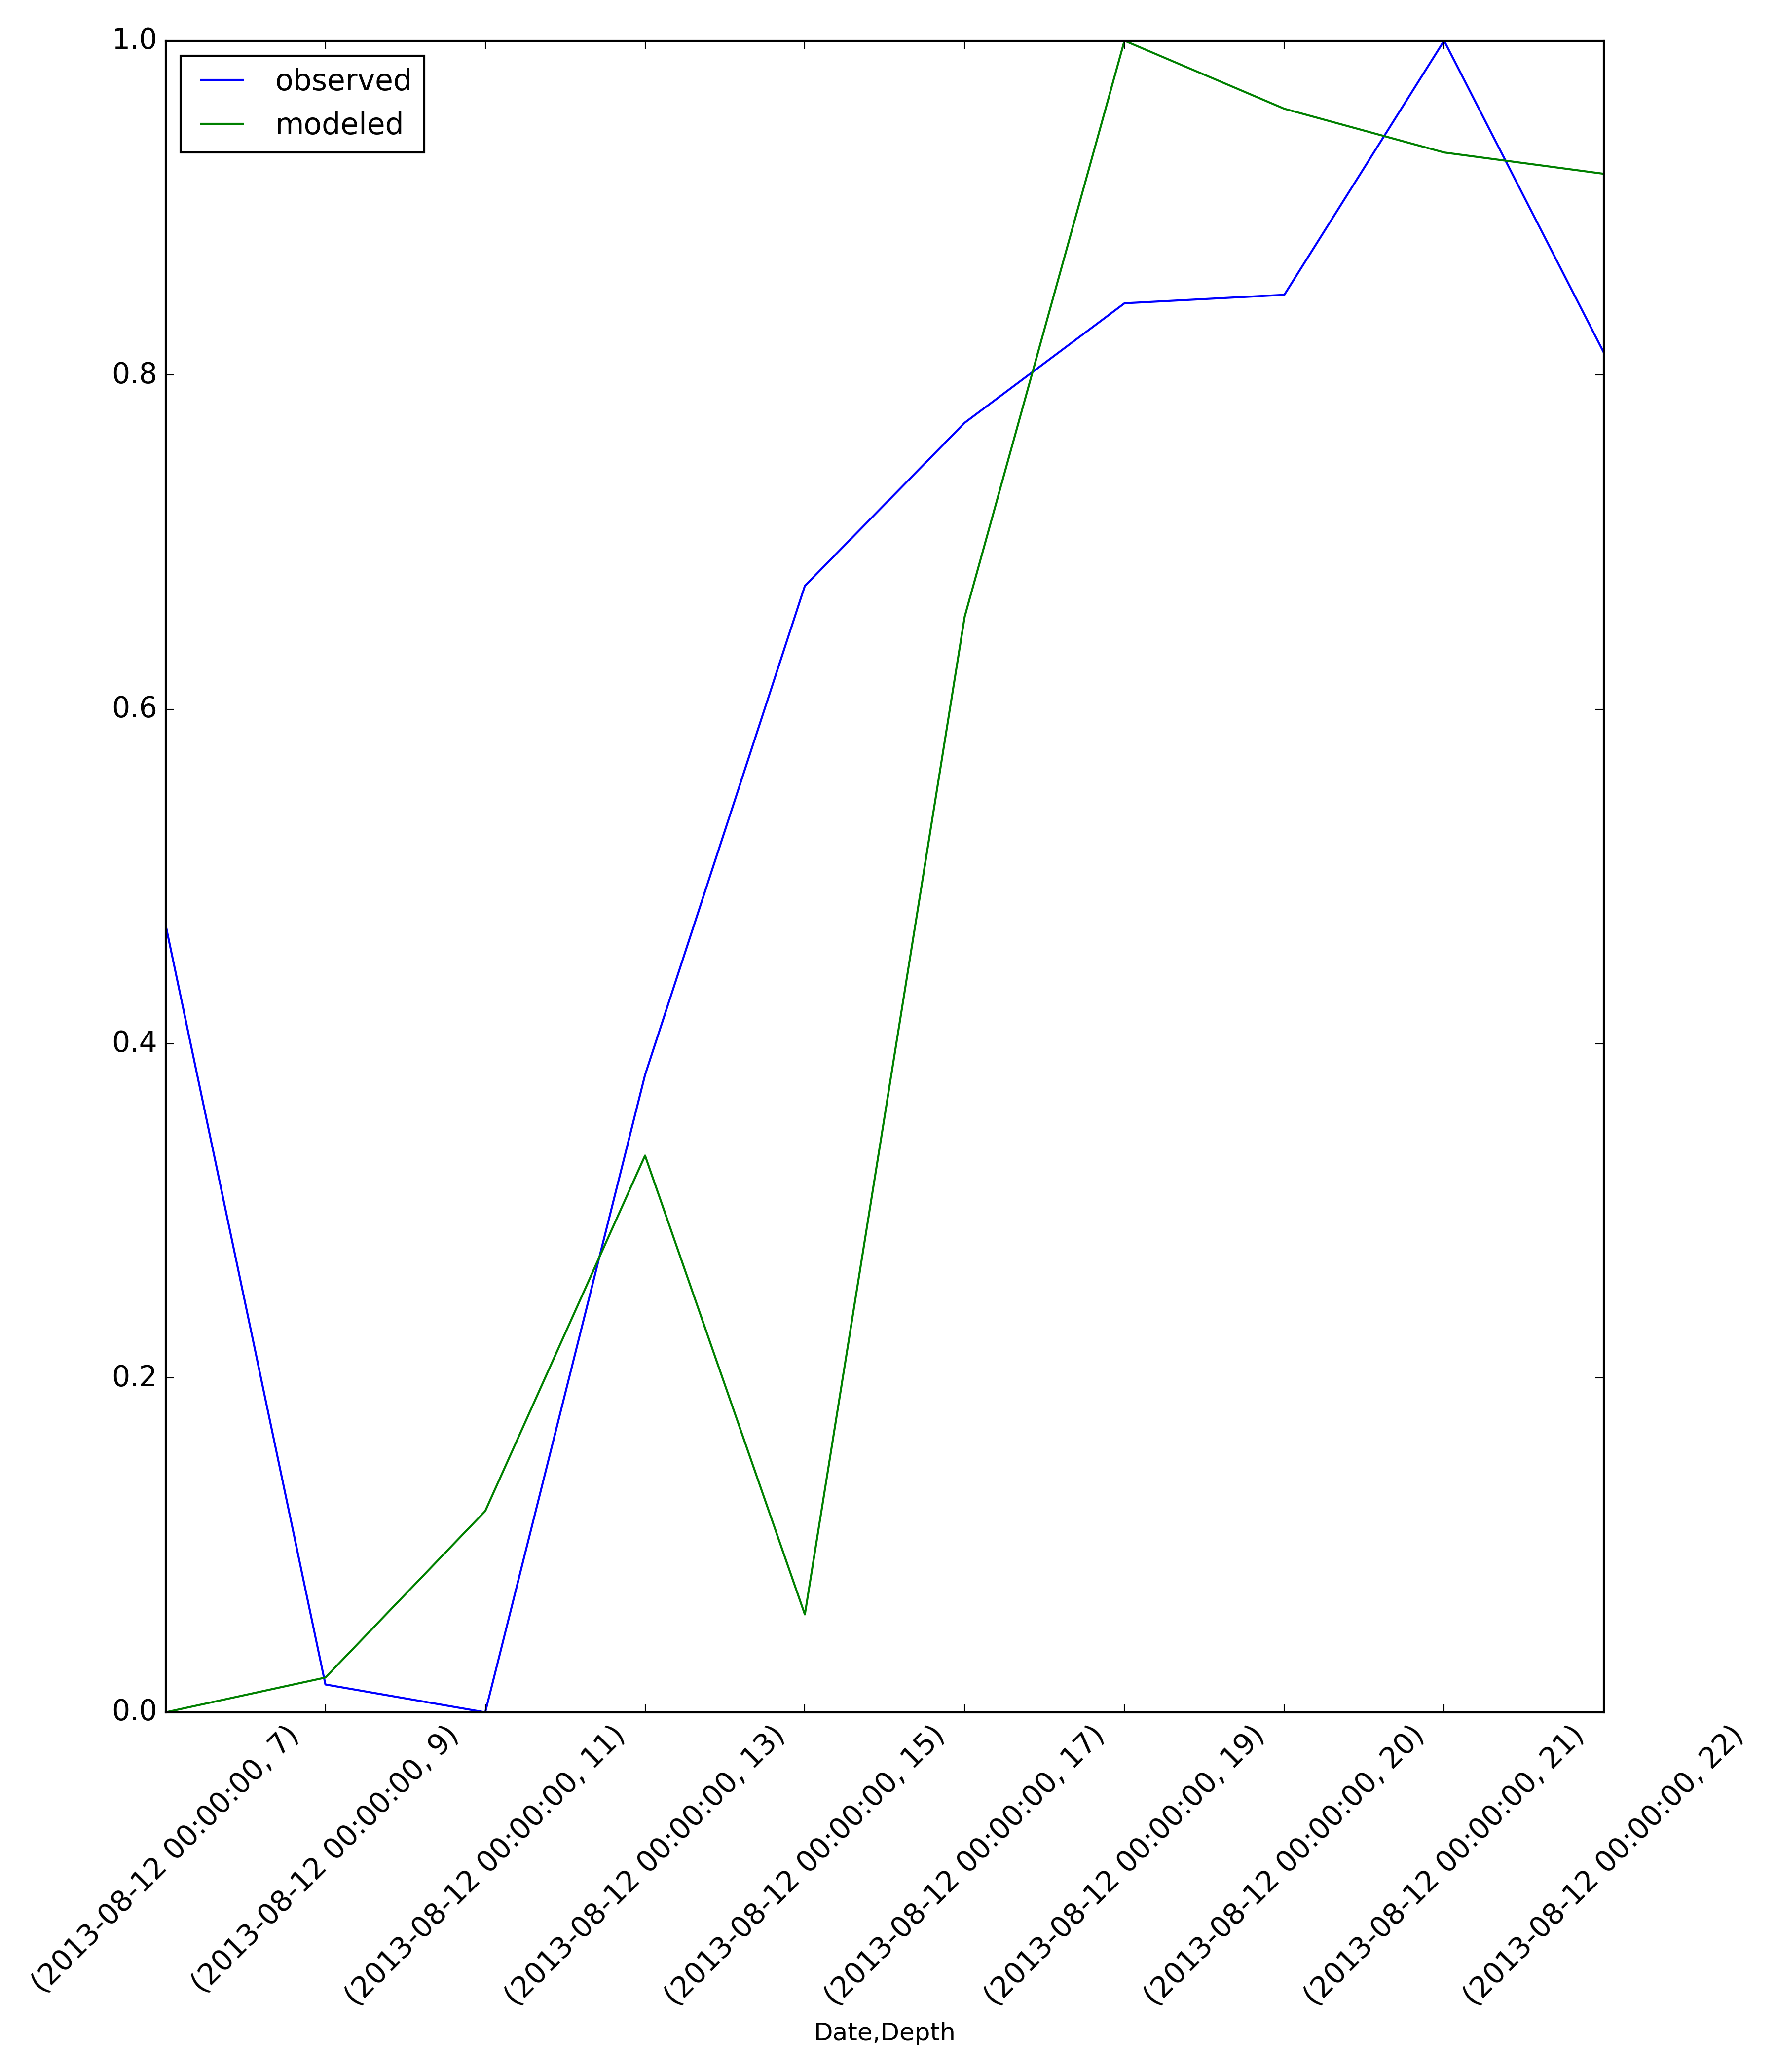 1.0
observed
modeled
0.8
0.6
0.4
0.2
0.0
(2013-08-12 00:00:00, 7)
(2013-08-12 00:00:00, 9)
(2013-08-12 00:00:00, 11)
(2013-08-12 00:00:00, 13)
(2013-08-12 00:00:00, 15)
(2013-08-12 00:00:00, 17)
(2013-08-12 00:00:00, 19)
(2013-08-12 00:00:00, 20)
(2013-08-12 00:00:00, 21)
(2013-08-12 00:00:00, 22)
Date,Depth